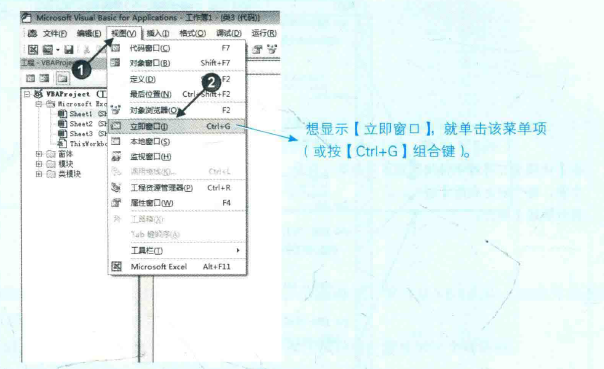 Microsoft Visual Basic for Applications - 工作簿1 - [类3 (代码)]
文件(F) 编辑(E) 视图(V) 插入(I) 格式(O) 调试(D) 运行(R)
工程 - VBAProje
1
代码窗口(C) F7
对象窗口(B) Shift+F7
定义(D) F2
2
最后位置(N) Ctrl+Shift+F2
对象浏览器(O) F2
立即窗口(I) Ctrl+G
本地窗口(S)
监视窗口(H)
调用堆栈(K)... Ctrl+L
工程资源管理器(P) Ctrl+R
属性窗口(W) F4
工具箱(X)
Tab 键顺序(A)
工具栏(T)
Microsoft Excel Alt+F11
VBAProject (
Microsoft Exc
Sheet1 (Sh
Sheet2 (Sh
Sheet3 (Sh
ThisWorkbo
窗体
模块
类模块
想显示【立即窗口】，就单击该菜单项
（或按【Ctrl+G】组合键）。